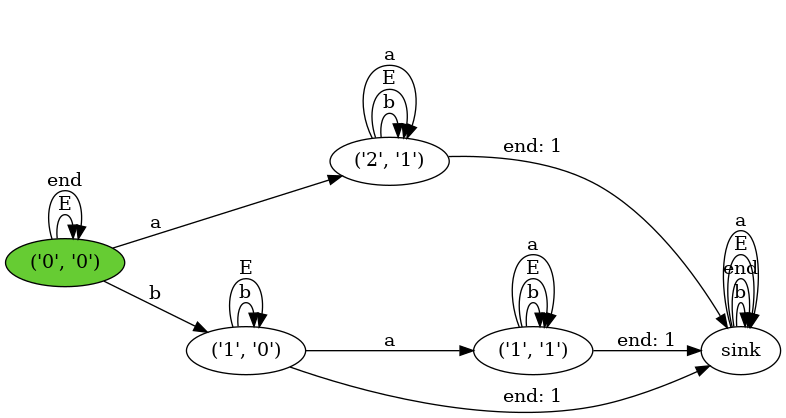 a
E
b
('2', '1')
end: 1
end
E
('0', '0')
a
b
E
b
('1', '0')
a
a
E
b
('1', '1')
end: 1
end: 1
a
E
end
b
sink